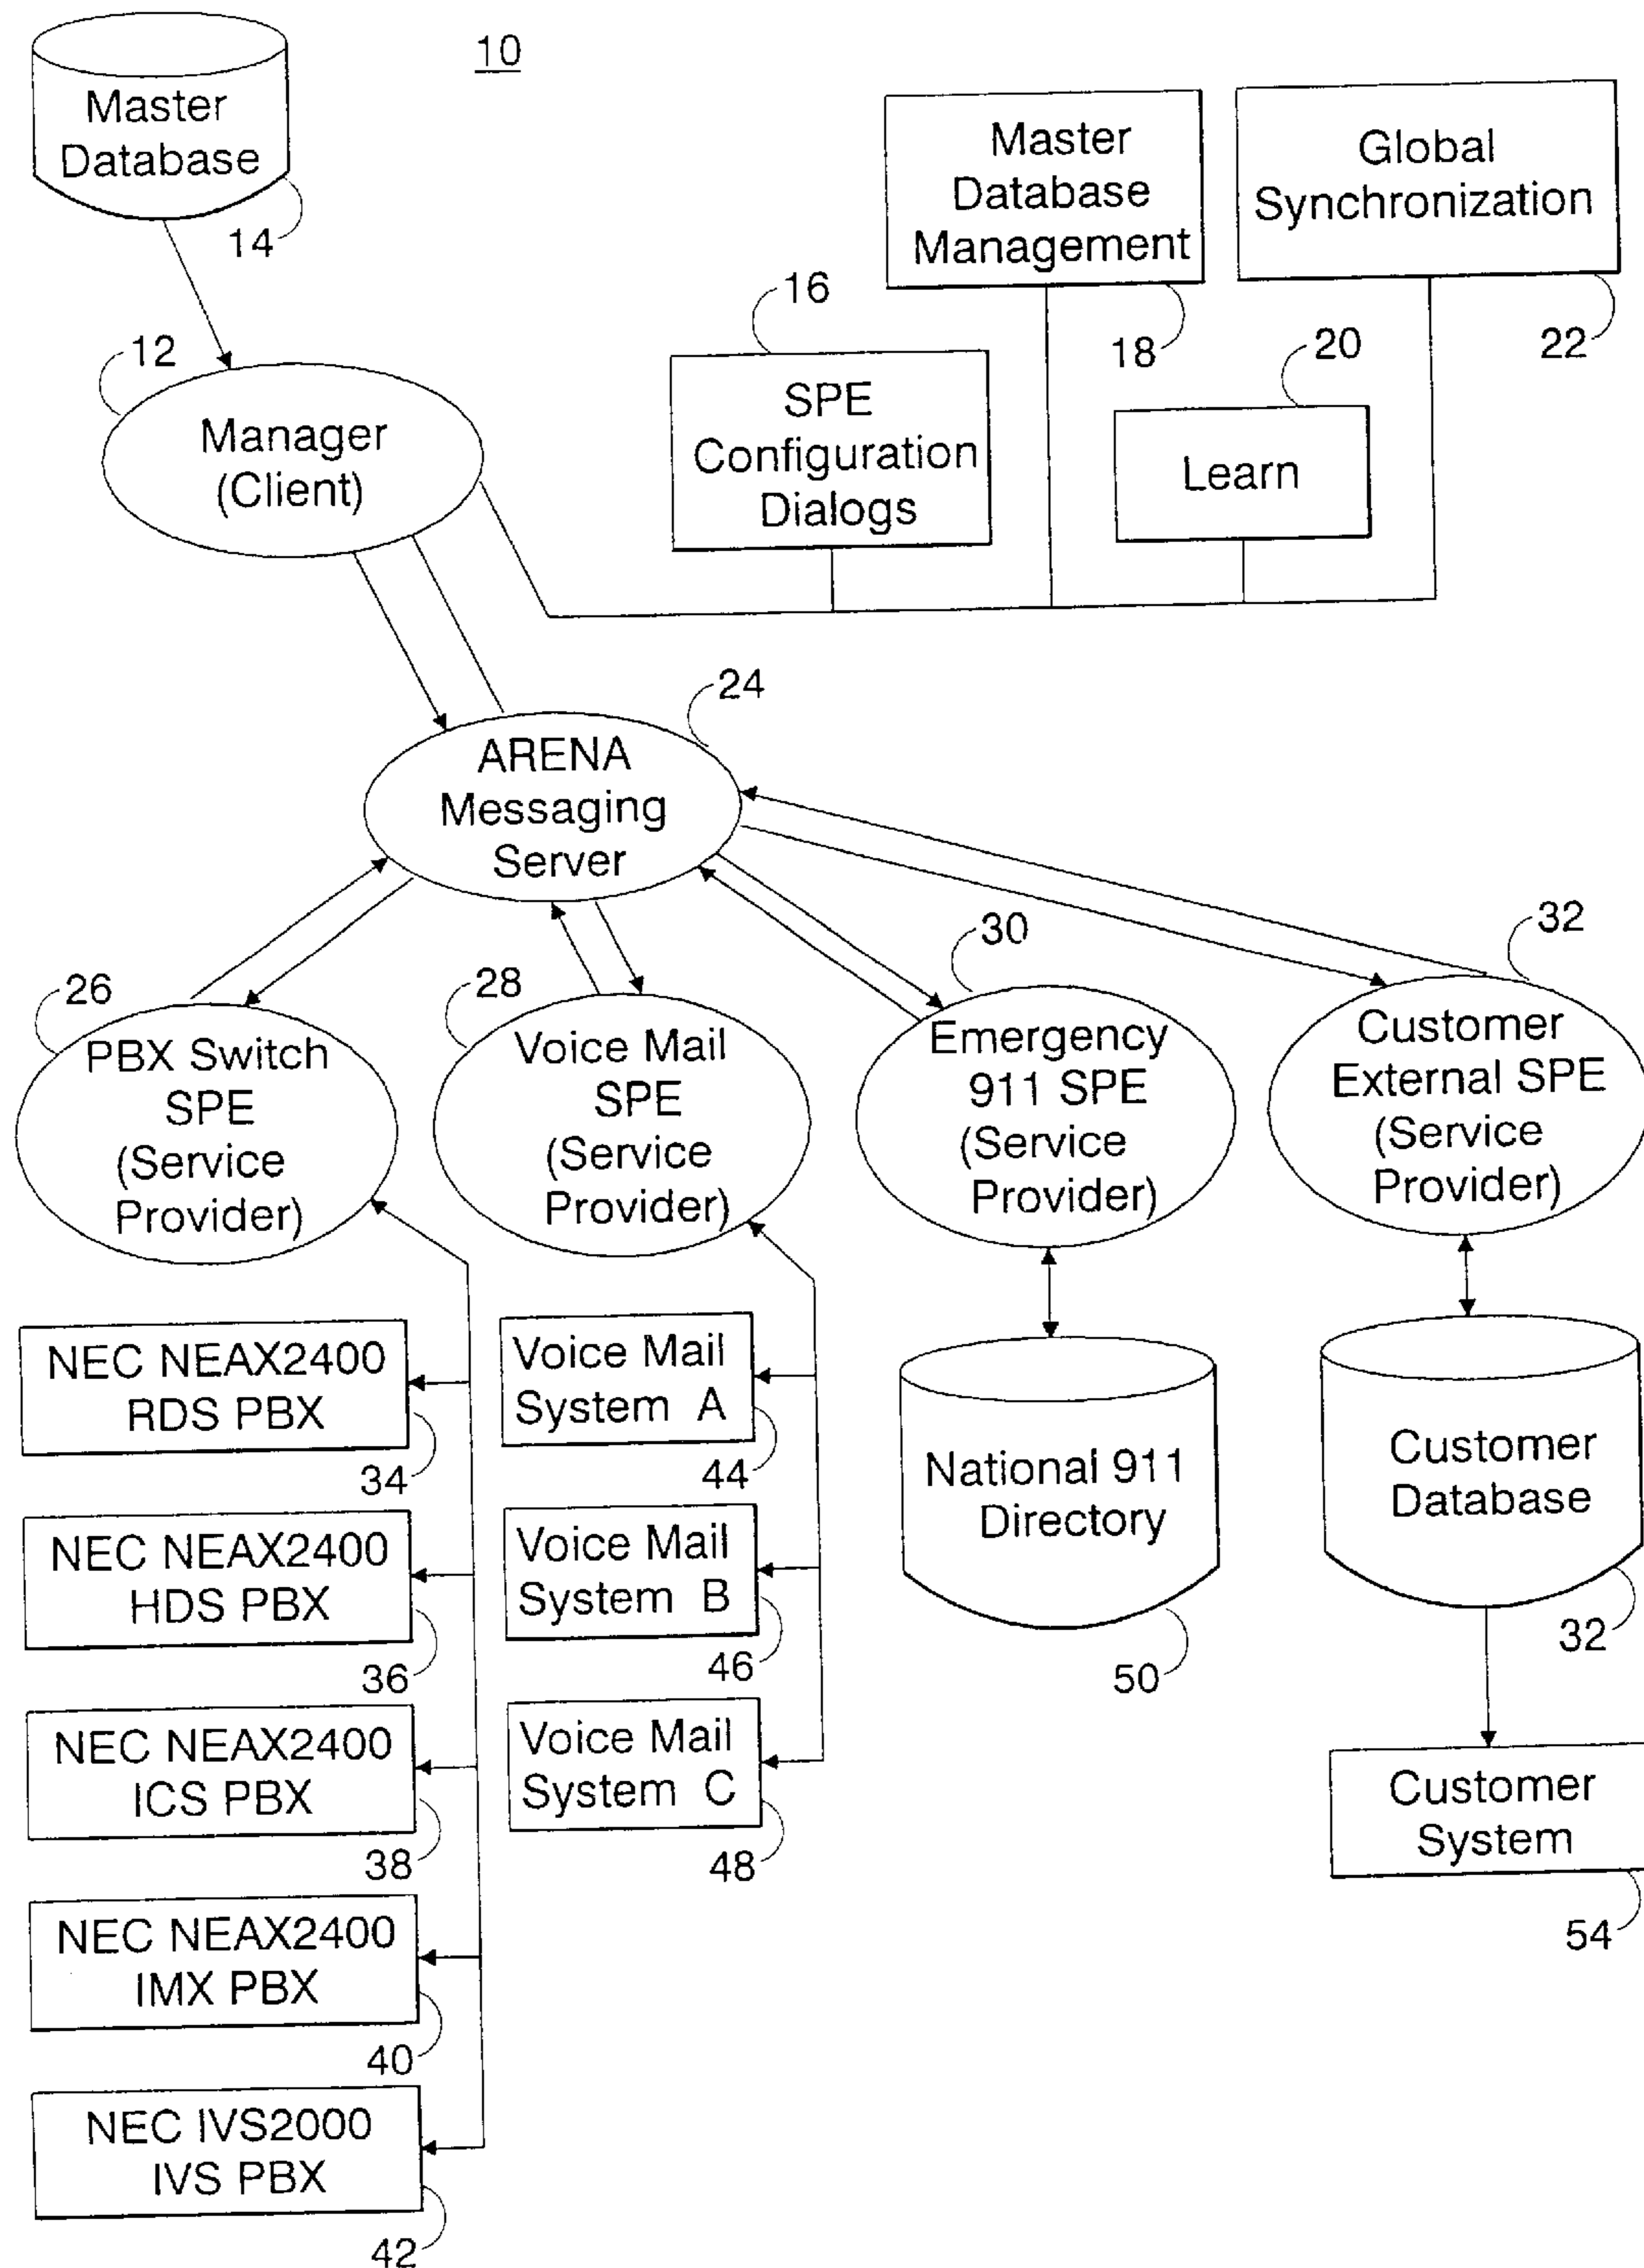 10
Master
Database
14
Master
Database
Management
18
Global
Synchronization
22
16
SPE
Configuration
Dialogs
20
Learn
12
Manager
(Client)
24
ARENA
Messaging
Server
26
PBX Switch
SPE
(Service
Provider)
28
Voice Mail
SPE
(Service
Provider)
30
Emergency
911 SPE
(Service
Provider)
32
Customer
External SPE
(Service
Provider)
NEC NEAX2400
RDS PBX
34
NEC NEAX2400
HDS PBX
36
NEC NEAX2400
ICS PBX
38
NEC NEAX2400
IMX PBX
40
NEC IVS2000
IVS PBX
42
Voice Mail
System A
44
Voice Mail
System B
46
Voice Mail
System C
48
National 911
Directory
50
Customer
Database
32
Customer
System
54